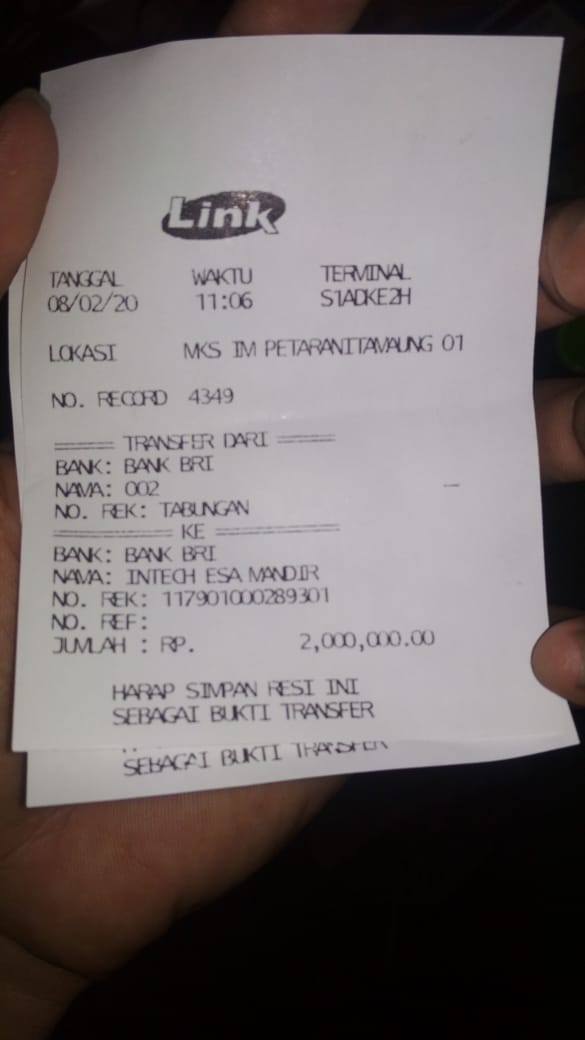 Link
TANGGAL WAKTU TERMINAL
08/02/20 11:06 S1ADKE2H
LOKASI MKS IM PETARANITAMAUNG 01
NO. RECORD 4349
====== TRANSFER DARI ======
BANK: BANK BRI
NAMA: 002
NO. REK: TABUNGAN
============ KE ============
BANK: BANK BRI
NAMA: INTECH ESA MANDIR
NO. REK: 117901000289301
NO. REF:
JUMLAH : RP. 2,000,000.00
HARAP SIMPAN RESI INI
SEBAGAI BUKTI TRANSFER
SEBAGAI BUKTI TRANSFER